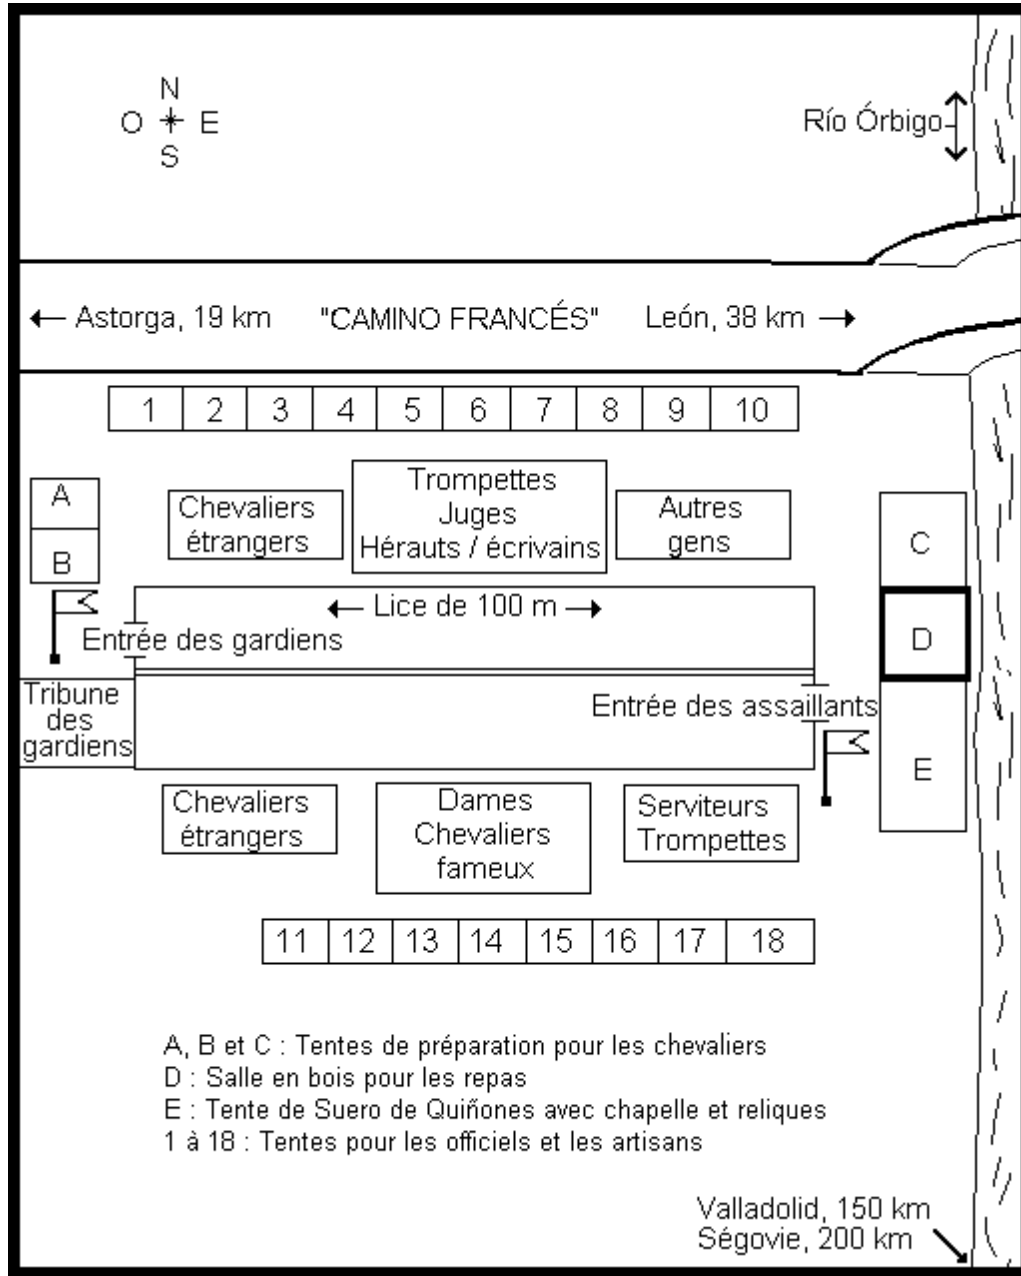 N
O E
S
Río Órbigo
Astorga, 19 km "CAMINO FRANCÉS" León, 38 km
1 2 3 4 5 6 7 8 9 10
A
B
Chevaliers
étrangers
Trompettes
Juges
Hérauts / écrivains
Autres
gens
C
D
E
Lice de 100 m
Entrée des gardiens
Tribune
des
gardiens
Entrée des assaillants
Chevaliers
étrangers
Dames
Chevaliers
fameux
Serviteurs
Trompettes
11 12 13 14 15 16 17 18
A, B et C : Tentes de préparation pour les chevaliers
D : Salle en bois pour les repas
E : Tente de Suero de Quiñones avec chapelle et reliques
1 à 18 : Tentes pour les officiels et les artisans
Valladolid, 150 km
Ségovie, 200 km